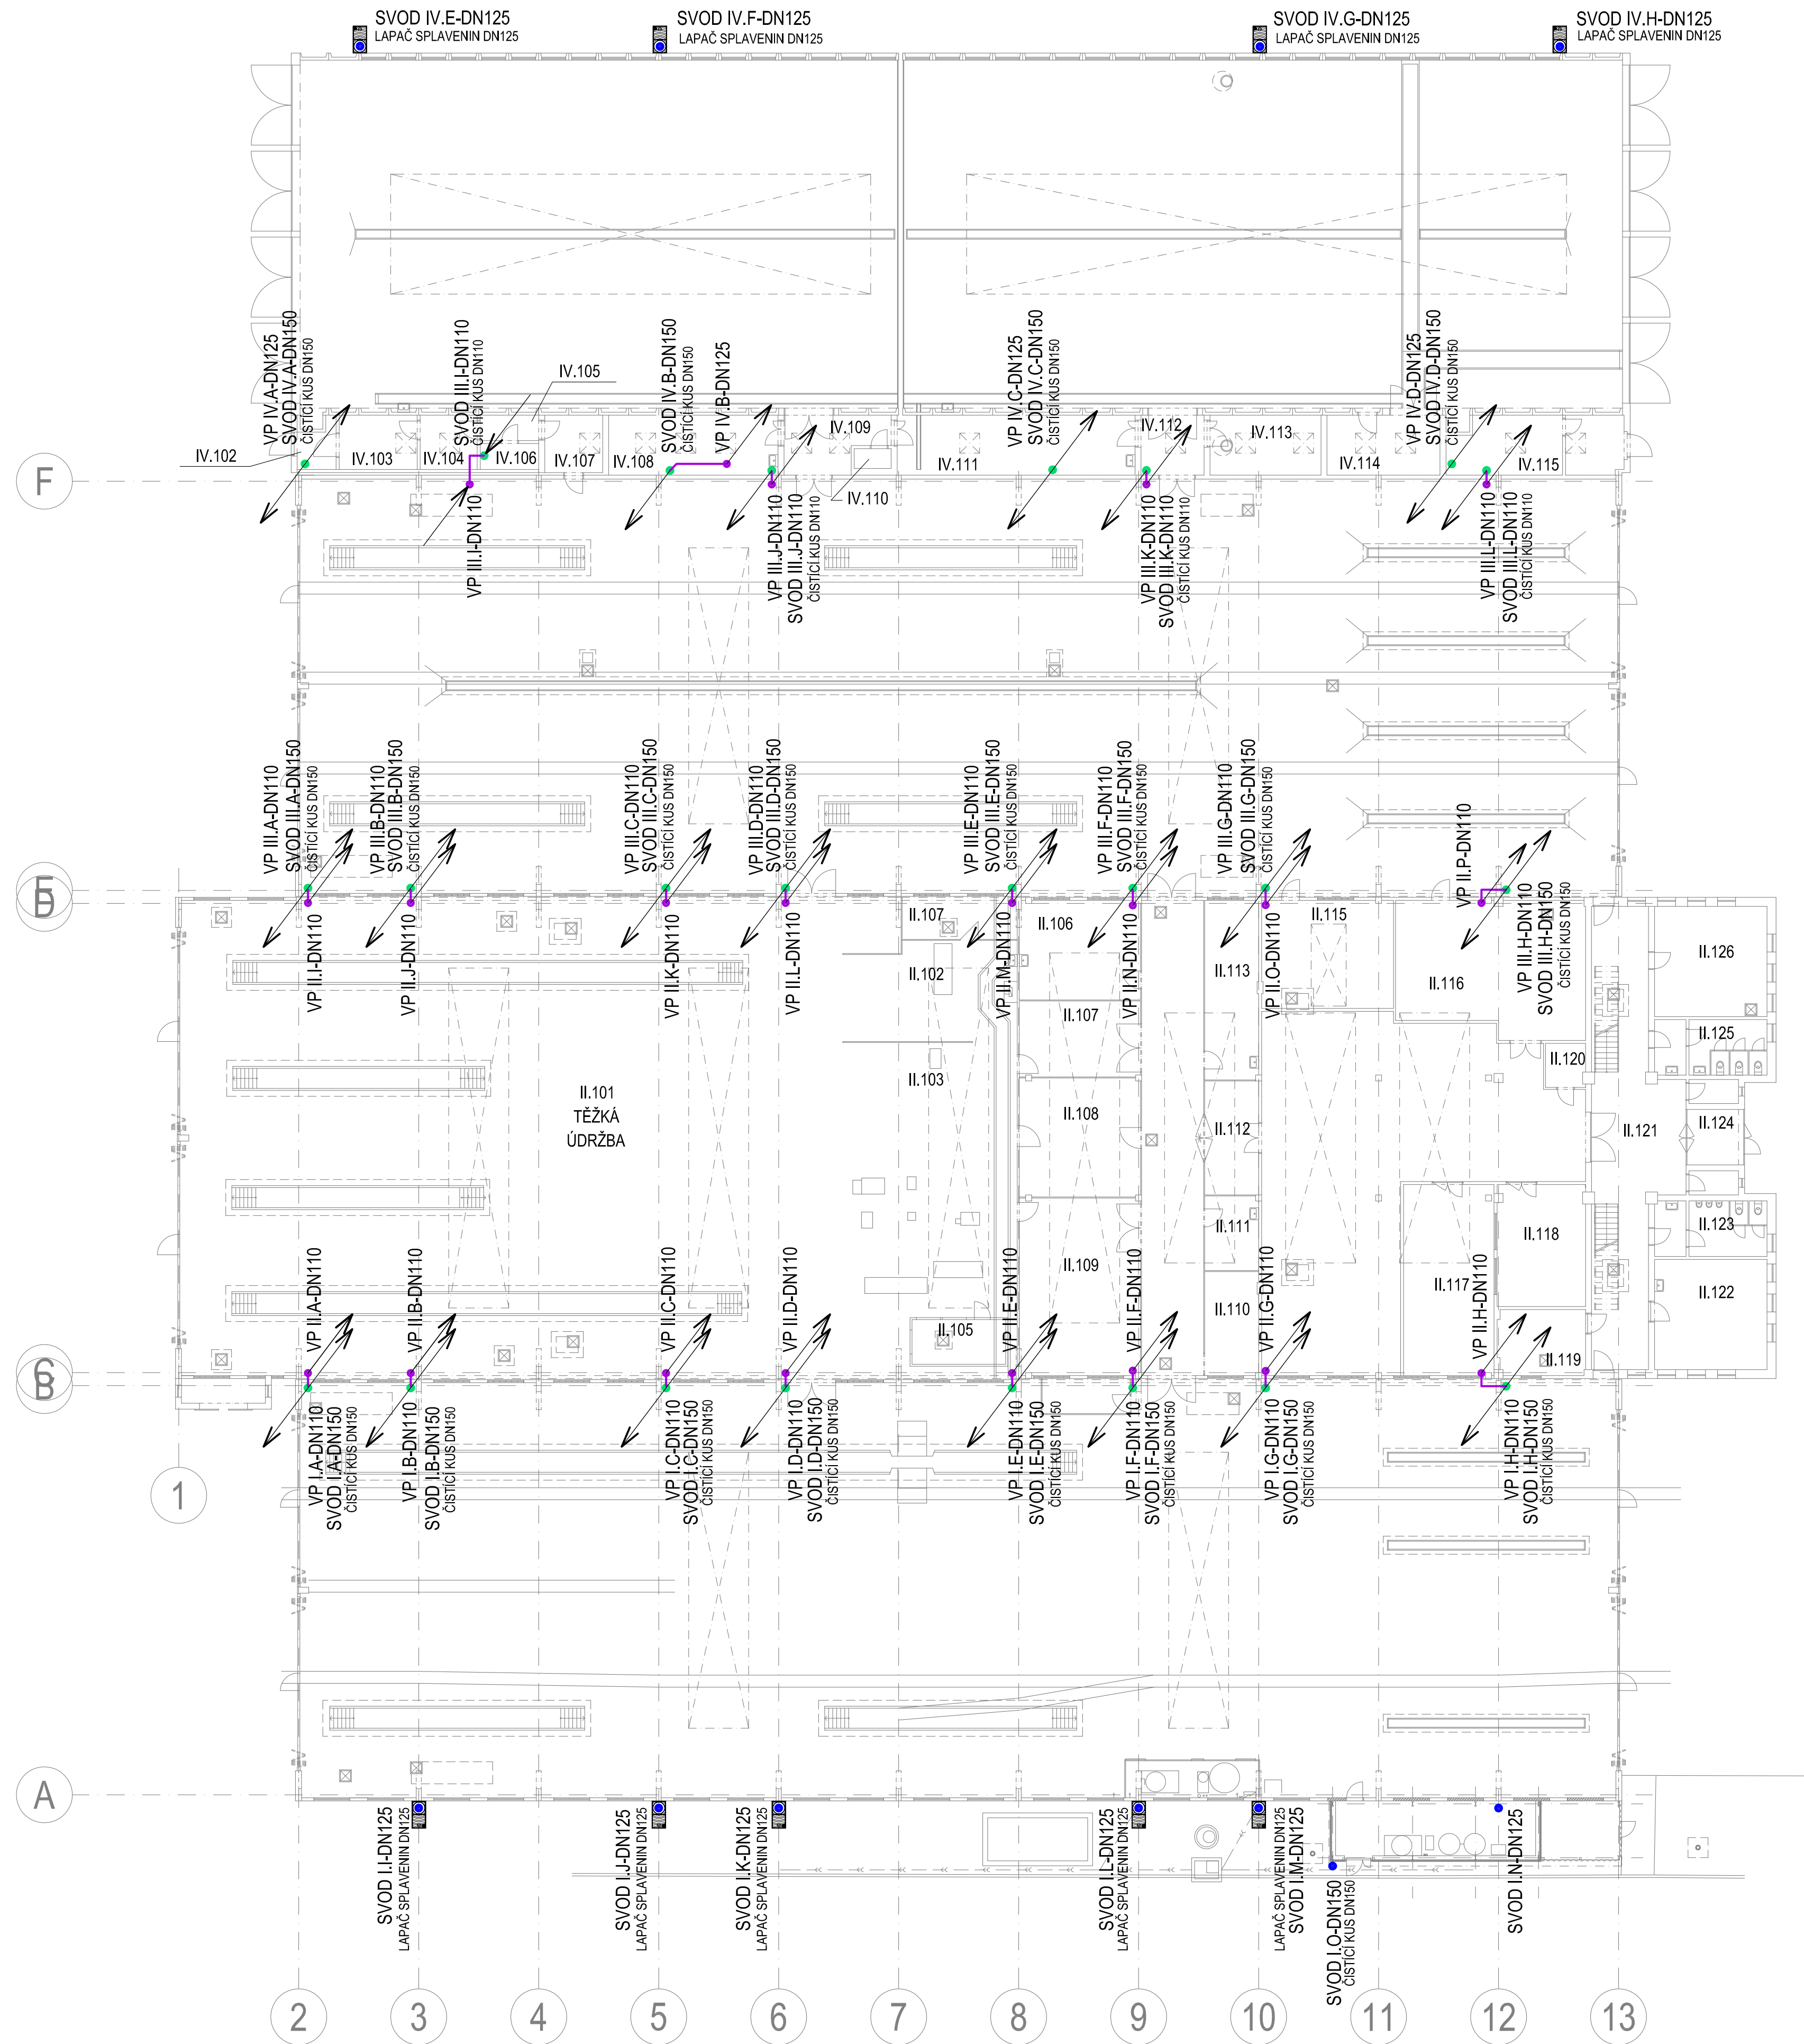 SVOD IV.E-DN125
LAPAČ SPLAVENIN DN125
SVOD IV.F-DN125
LAPAČ SPLAVENIN DN125
SVOD IV.G-DN125
LAPAČ SPLAVENIN DN125
SVOD IV.H-DN125
LAPAČ SPLAVENIN DN125
VP IV.A-DN125
SVOD IV.A-DN150
ČISTÍCÍ KUS DN150
SVOD III.I-DN110
ČISTÍCÍ KUS DN110
IV.105
SVOD IV.B-DN150
ČISTÍCÍ KUS DN150
VP IV.B-DN125
VP IV.C-DN125
SVOD IV.C-DN150
ČISTÍCÍ KUS DN150
VP IV.D-DN125
SVOD IV.D-DN150
ČISTÍCÍ KUS DN150
IV.102
IV.103
IV.104
IV.106
IV.107
IV.108
IV.109
IV.110
IV.111
IV.112
IV.113
IV.114
IV.115
F
VP III.I-DN110
VP III.J-DN110
SVOD III.J-DN110
ČISTÍCÍ KUS DN110
VP III.K-DN110
SVOD III.K-DN110
ČISTÍCÍ KUS DN110
VP III.L-DN110
SVOD III.L-DN110
ČISTÍCÍ KUS DN110
VP III.A-DN110
SVOD III.A-DN150
ČISTÍCÍ KUS DN150
VP III.B-DN110
SVOD III.B-DN150
ČISTÍCÍ KUS DN150
VP III.C-DN110
SVOD III.C-DN150
ČISTÍCÍ KUS DN150
VP III.D-DN110
SVOD III.D-DN150
ČISTÍCÍ KUS DN150
VP III.E-DN110
SVOD III.E-DN150
ČISTÍCÍ KUS DN150
VP III.F-DN110
SVOD III.F-DN150
ČISTÍCÍ KUS DN150
VP III.G-DN110
SVOD III.G-DN150
ČISTÍCÍ KUS DN150
VP II.P-DN110
E
D
VP II.I-DN110
VP II.J-DN110
VP II.K-DN110
VP II.L-DN110
VP II.M-DN110
VP II.N-DN110
VP II.O-DN110
VP III.H-DN110
SVOD III.H-DN150
ČISTÍCÍ KUS DN150
II.107
II.106
II.115
II.102
II.113
II.116
II.126
II.107
II.125
II.120
II.103
II.101
TĚŽKÁ
ÚDRŽBA
II.108
II.112
II.121
II.124
II.111
II.123
II.118
II.109
II.117
II.122
II.110
II.105
II.119
VP II.A-DN110
VP II.B-DN110
VP II.C-DN110
VP II.D-DN110
VP II.E-DN110
VP II.F-DN110
VP II.G-DN110
VP II.H-DN110
C
B
VP I.A-DN110
SVOD I.A-DN150
ČISTÍCÍ KUS DN150
VP I.B-DN110
SVOD I.B-DN150
ČISTÍCÍ KUS DN150
VP I.C-DN110
SVOD I.C-DN150
ČISTÍCÍ KUS DN150
VP I.D-DN110
SVOD I.D-DN150
ČISTÍCÍ KUS DN150
VP I.E-DN110
SVOD I.E-DN150
ČISTÍCÍ KUS DN150
VP I.F-DN110
SVOD I.F-DN150
ČISTÍCÍ KUS DN150
VP I.G-DN110
SVOD I.G-DN150
ČISTÍCÍ KUS DN150
VP I.H-DN110
SVOD I.H-DN150
ČISTÍCÍ KUS DN150
1
A
SVOD I.I-DN125
LAPAČ SPLAVENIN DN125
SVOD I.J-DN125
LAPAČ SPLAVENIN DN125
SVOD I.K-DN125
LAPAČ SPLAVENIN DN125
SVOD I.L-DN125
LAPAČ SPLAVENIN DN125
LAPAČ SPLAVENIN DN125
SVOD I.M-DN125
SVOD I.O-DN150
ČISTÍCÍ KUS DN150
SVOD I.N-DN125
2
3
4
5
6
7
8
9
10
11
12
13